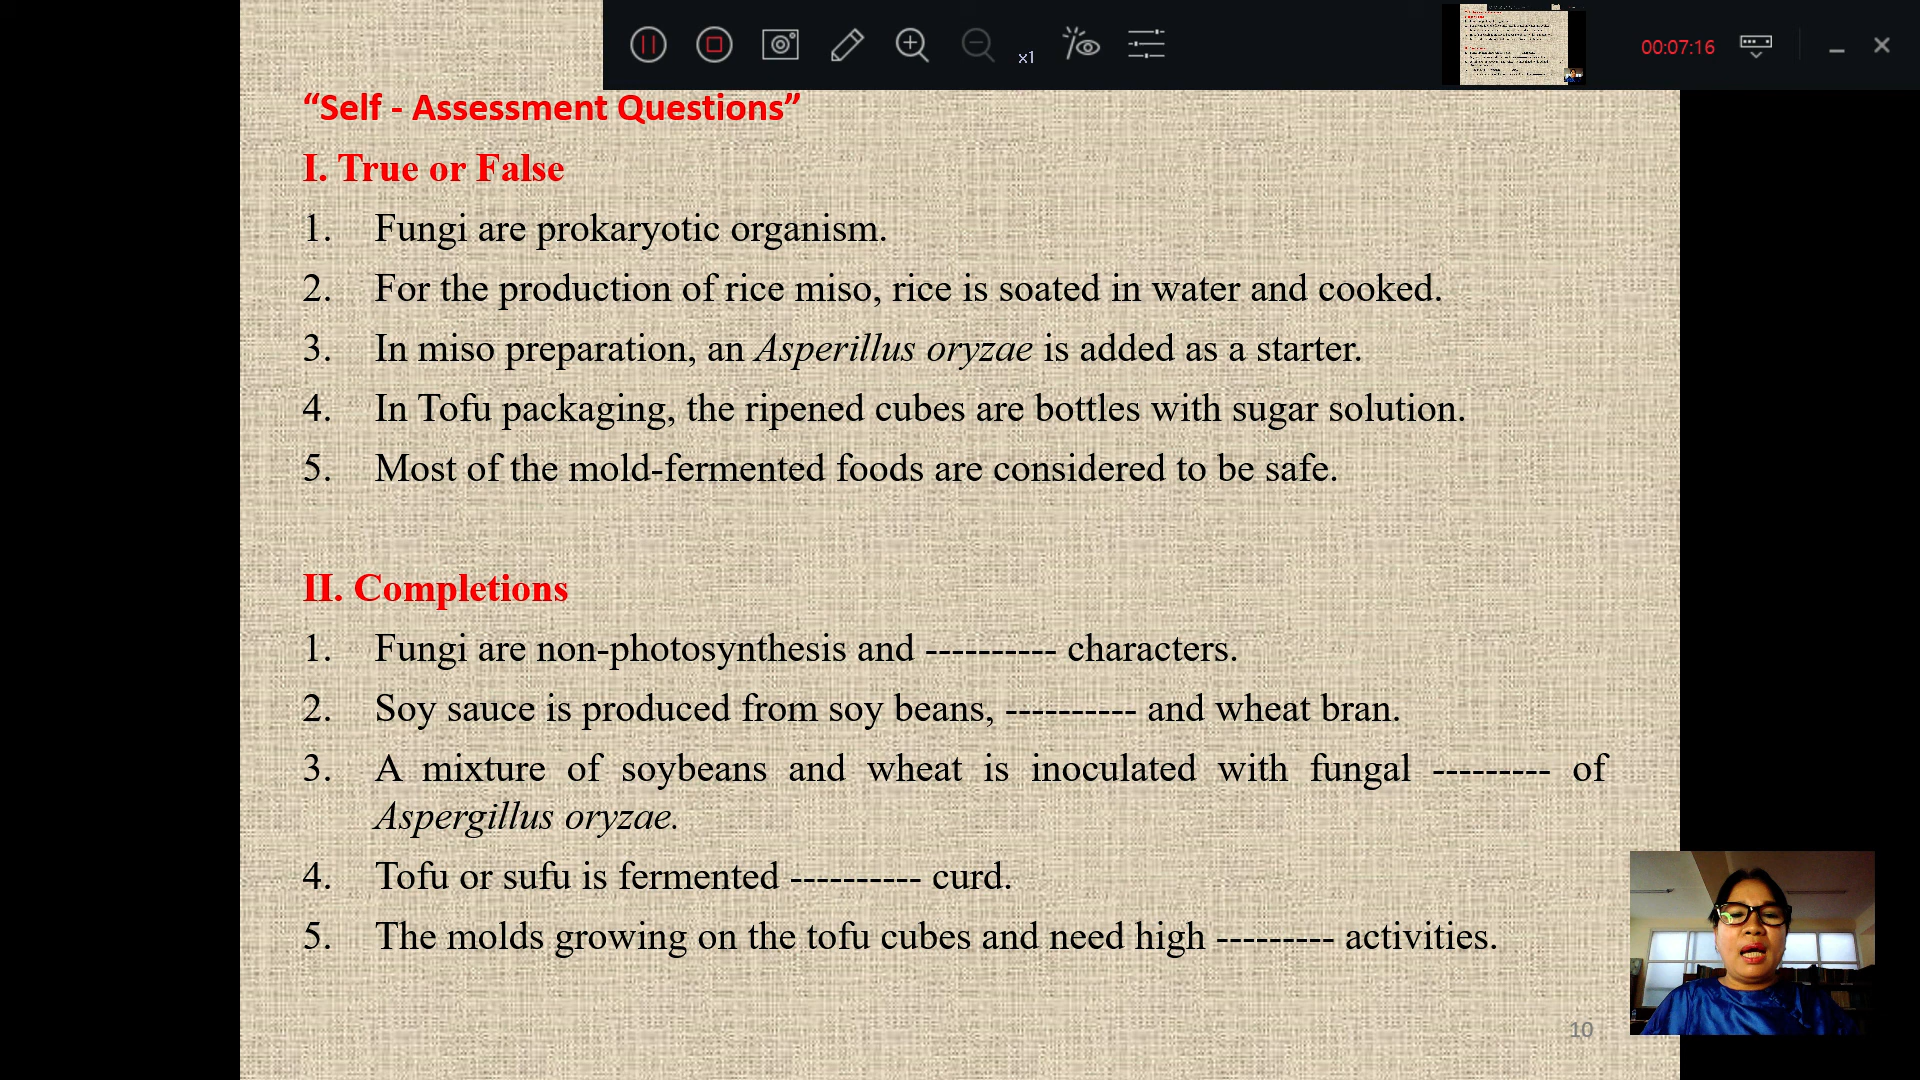 x1
00:07:16
“Self - Assessment Questions”
I. True or False
1. Fungi are prokaryotic organism.
2. For the production of rice miso, rice is soated in water and cooked.
3. In miso preparation, an Asperillus oryzae is added as a starter.
4. In Tofu packaging, the ripened cubes are bottles with sugar solution.
5. Most of the mold-fermented foods are considered to be safe.
II. Completions
1. Fungi are non-photosynthesis and ---------- characters.
2. Soy sauce is produced from soy beans, ---------- and wheat bran.
3. A mixture of soybeans and wheat is inoculated with fungal --------- of
Aspergillus oryzae.
4. Tofu or sufu is fermented ---------- curd.
5. The molds growing on the tofu cubes and need high --------- activities.
10